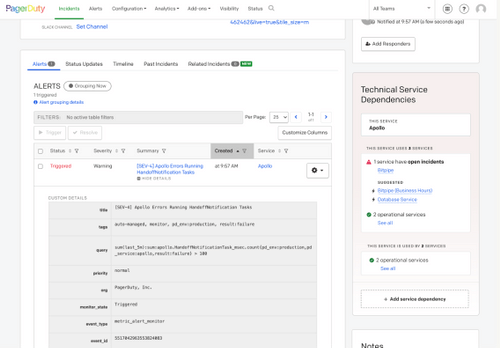 PagerDuty Incidents Alerts Configuration Analytics Add-ons Visibility Status All Teams
462462&live=true&tile_size=m
SLACK CHANNEL Set Channel
Notified at 9:57 AM (a few seconds ago)
Add Responders
Alerts 1 Status Updates Timeline Past Incidents Related Incidents NEW
ALERTS Grouping Now
1 triggered
Alert grouping details
FILTERS: No active table filters
Per Page: 25 1-1
Trigger Resolve
Customize Columns
Status Severity Summary Created Service
Triggered Warning [SEV-4] Apollo Errors Running at 9:57 AM Apollo
HandoffNotification Tasks
HIDE DETAILS
CUSTOM DETAILS
title [SEV-4] Apollo Errors Running HandoffNotification Tasks
tags auto-managed, monitor, pd_env:production, result:failure
query sum(last_5m):sum:apollo.HandoffNotificationTask_exec.count{pd_env:production,pd
_service:apollo,result:failure} > 100
priority normal
org PagerDuty, Inc.
monitor_state Triggered
event_type metric_alert_monitor
event_id
Technical Service
Dependencies
THIS SERVICE
Apollo
THIS SERVICE USES 3 SERVICES
1 service have open incidents
Bitpipe
SUGGESTED
Bitpipe (Business Hours)
Database Service
2 operational services
See all
THIS SERVICE IS USED BY 2 SERVICES
2 operational services
See all
+ Add service dependency
Notes